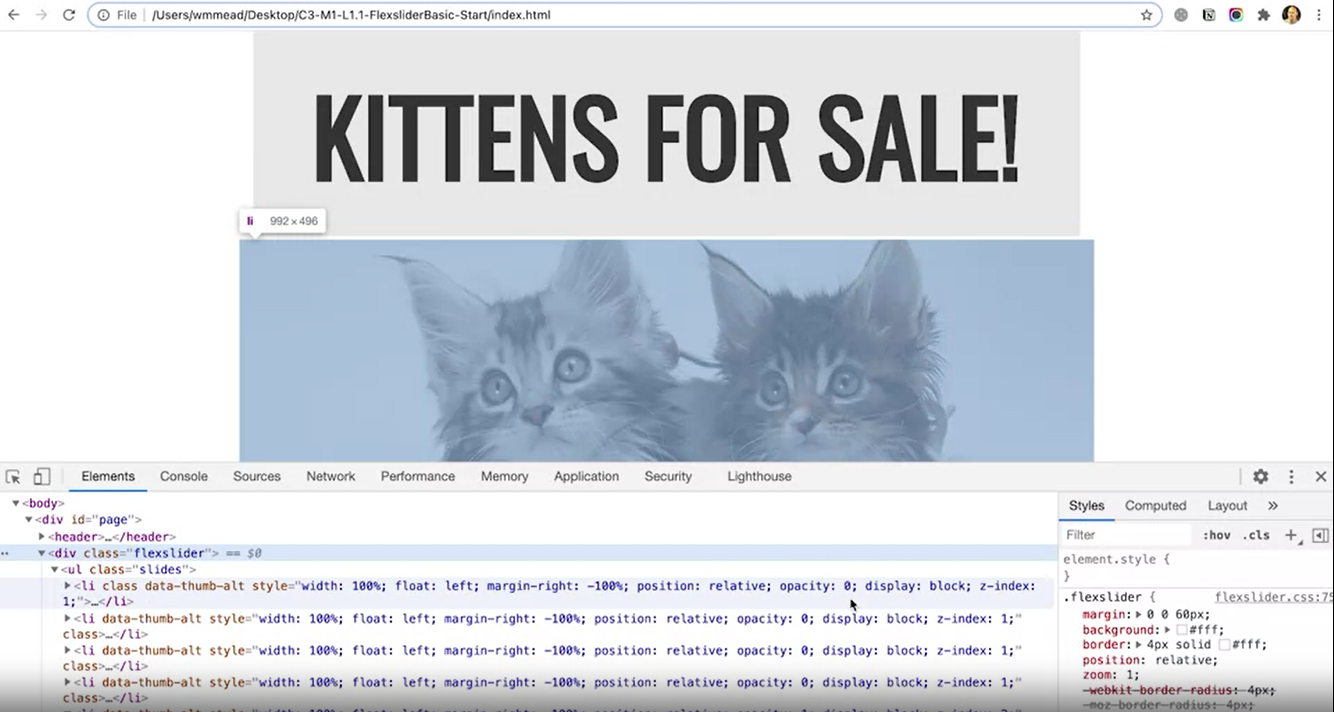 File /Users/wmmead/Desktop/C3-M1-L1.1-FlexsliderBasic-Start/index.html
KITTENS FOR SALE!
li 992 × 496
Elements Console Sources Network Performance Memory Application Security Lighthouse
<body>
<div id="page">
<header>…</header>
<div class="flexslider"> == $0
<ul class="slides">
<li class data-thumb-alt style="width: 100%; float: left; margin-right: -100%; position: relative; opacity: 0; display: block; z-index:
1;">…</li>
<li data-thumb-alt style="width: 100%; float: left; margin-right: -100%; position: relative; opacity: 0; display: block; z-index: 1;"
class>…</li>
<li data-thumb-alt style="width: 100%; float: left; margin-right: -100%; position: relative; opacity: 0; display: block; z-index: 1;"
class>…</li>
<li data-thumb-alt style="width: 100%; float: left; margin-right: -100%; position: relative; opacity: 0; display: block; z-index: 1;"
class>…</li>
Styles Computed Layout »
Filter :hov .cls +
element.style {
}
.flexslider { flexslider.css:75
margin: 0 0 60px;
background: #fff;
border: 4px solid #fff;
position: relative;
zoom: 1;
-webkit-border-radius: 4px;
-moz-border-radius: 4px;